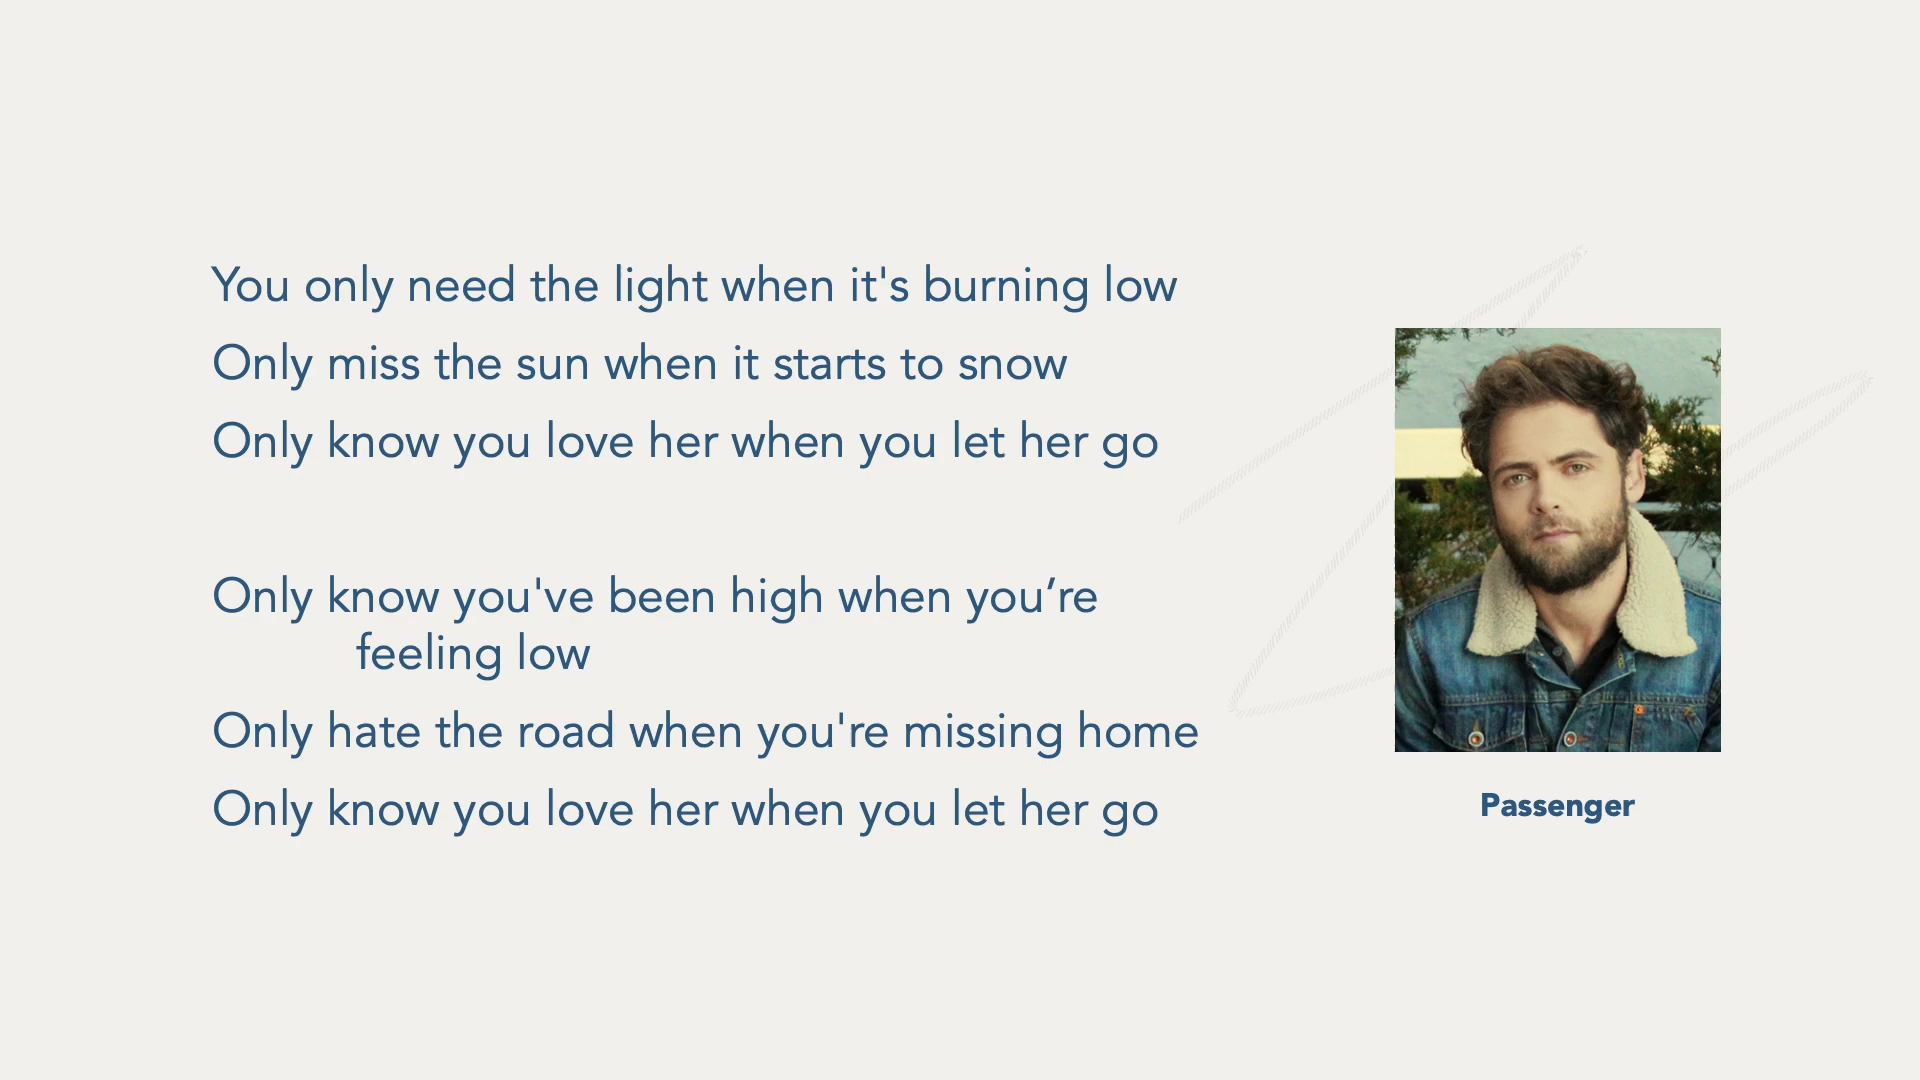 You only need the light when it's burning low
Only miss the sun when it starts to snow
Only know you love her when you let her go
Only know you've been high when you’re
feeling low
Only hate the road when you're missing home
Only know you love her when you let her go
Passenger